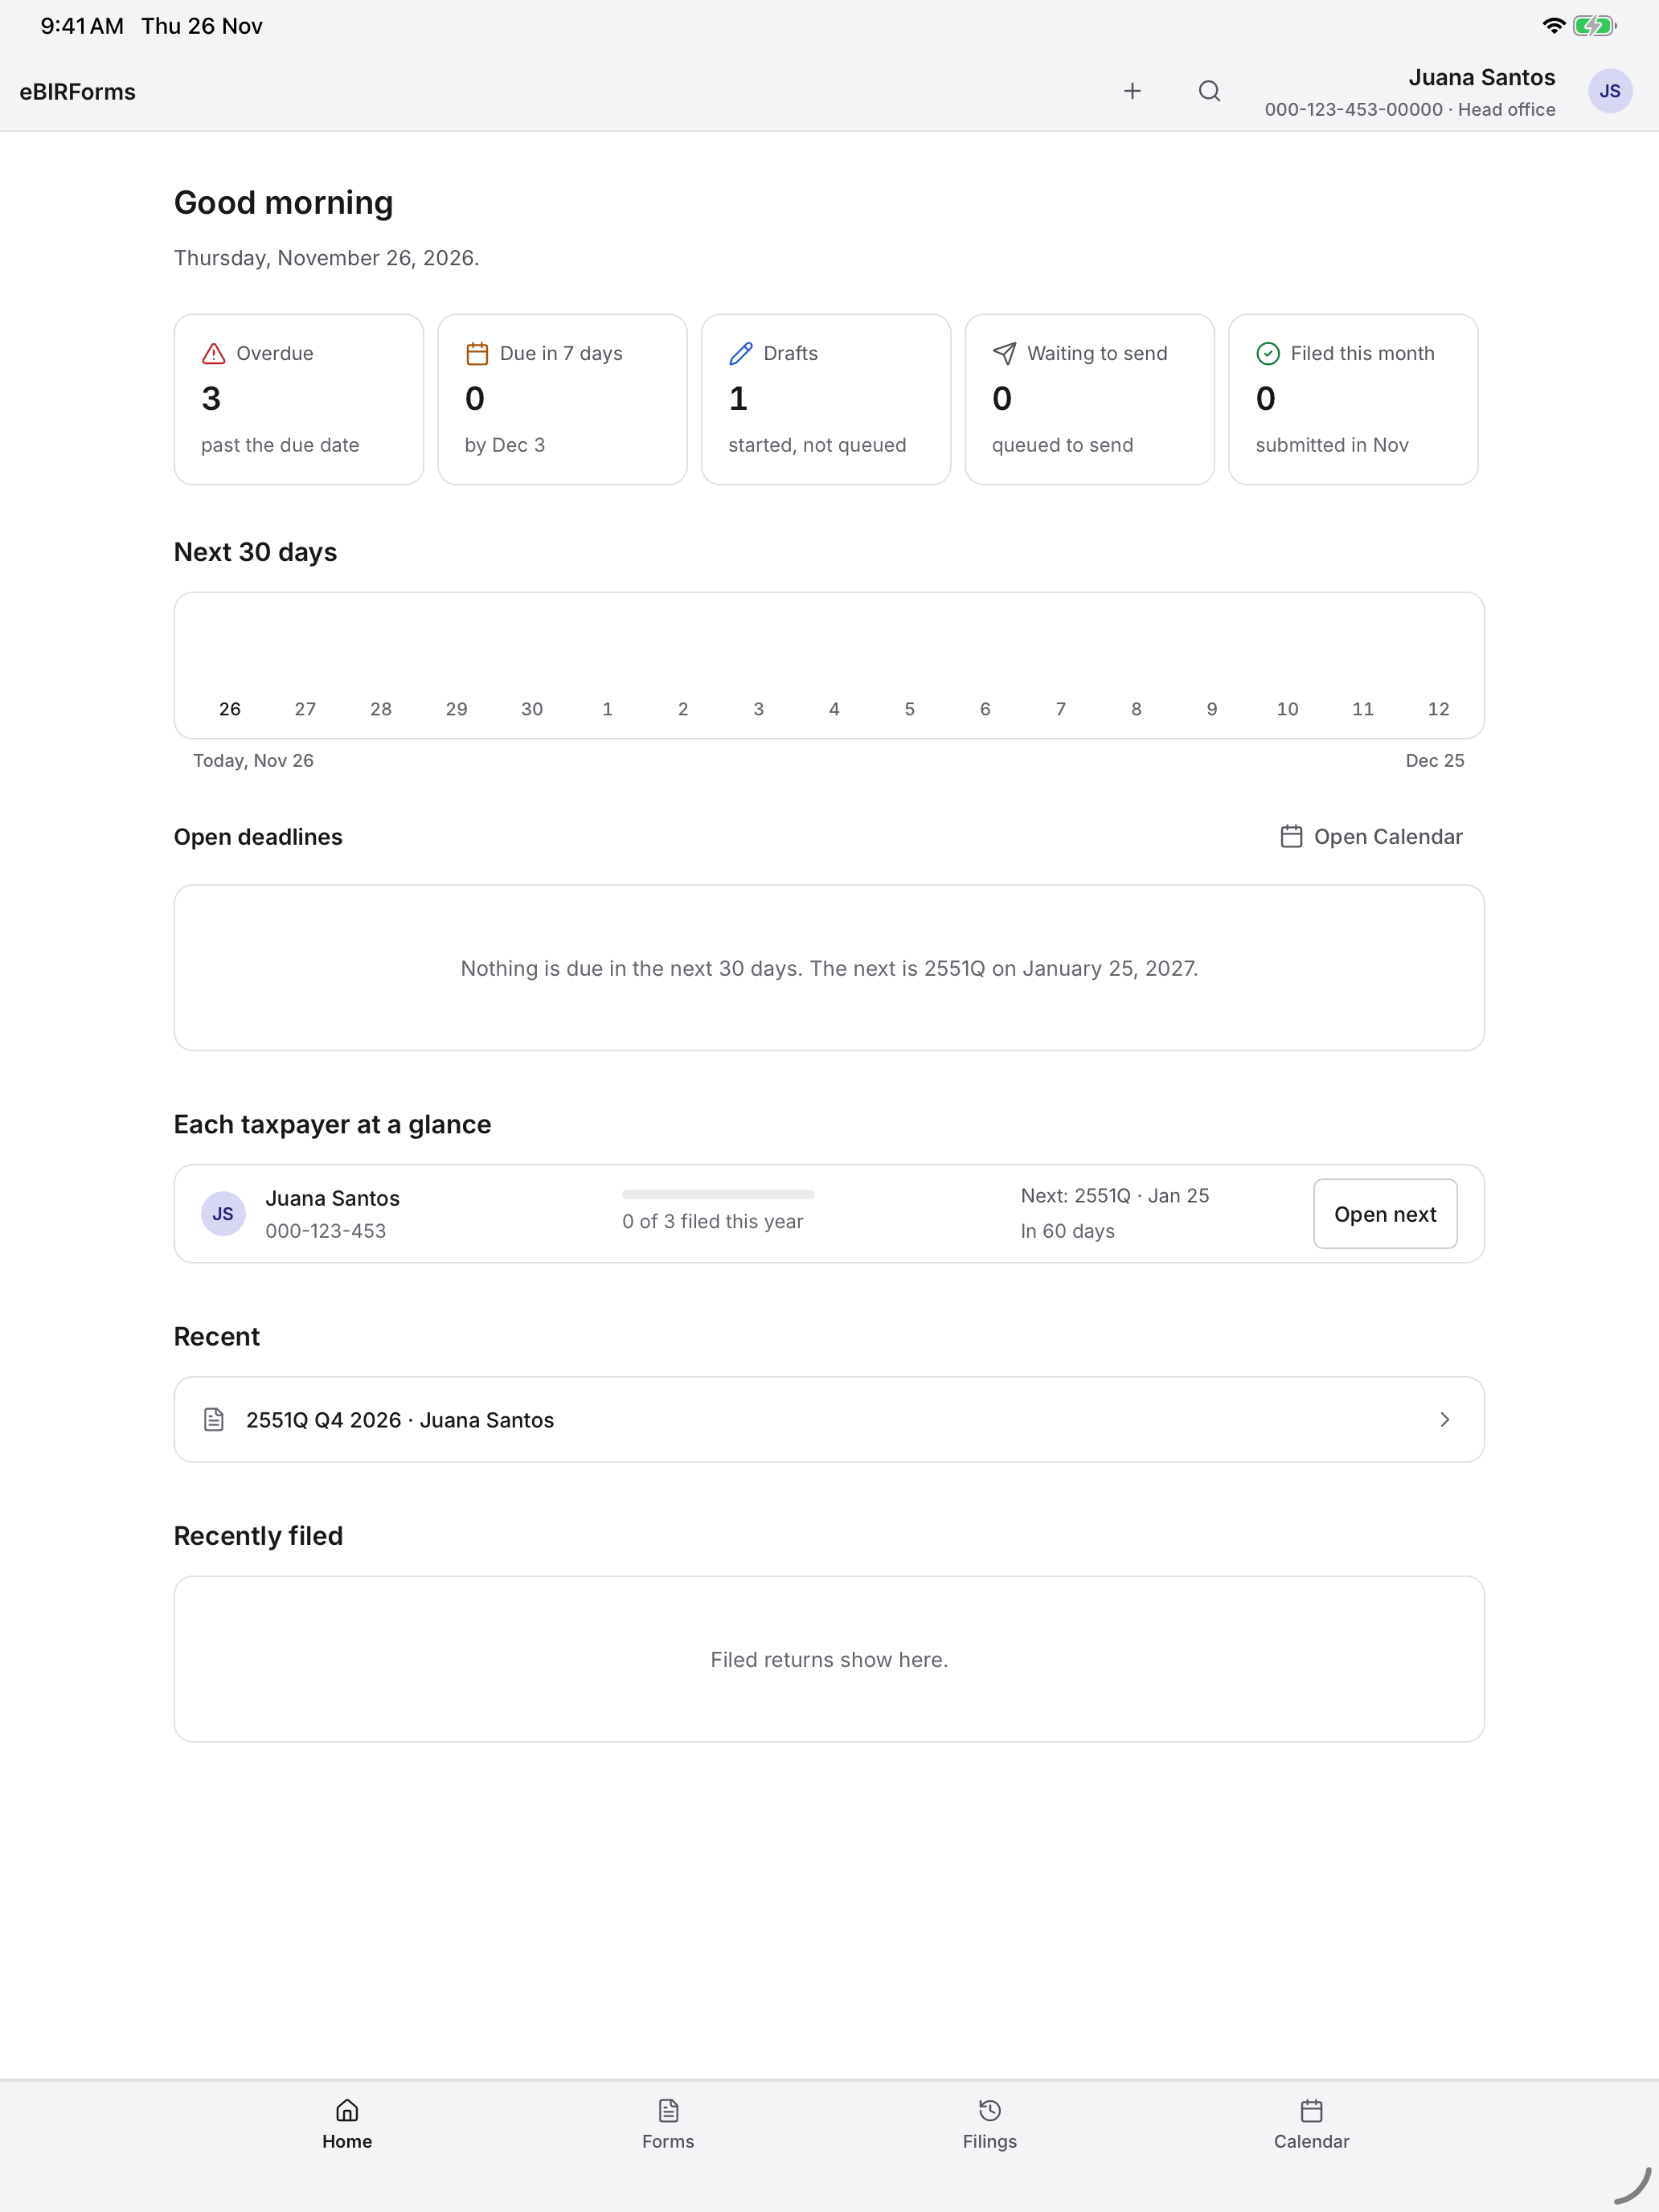 9:41 AM Thu 26 Nov
eBIRForms
Juana Santos
000-123-453-00000 · Head office
JS
Good morning
Thursday, November 26, 2026.
Overdue
3
past the due date
Due in 7 days
0
by Dec 3
Drafts
1
started, not queued
Waiting to send
0
queued to send
Filed this month
0
submitted in Nov
Next 30 days
26 27 28 29 30 1 2 3 4 5 6 7 8 9 10 11 12
Today, Nov 26
Dec 25
Open deadlines
Open Calendar
Nothing is due in the next 30 days. The next is 2551Q on January 25, 2027.
Each taxpayer at a glance
JS
Juana Santos
000-123-453
0 of 3 filed this year
Next: 2551Q · Jan 25
In 60 days
Open next
Recent
2551Q Q4 2026 · Juana Santos
Recently filed
Filed returns show here.
Home
Forms
Filings
Calendar